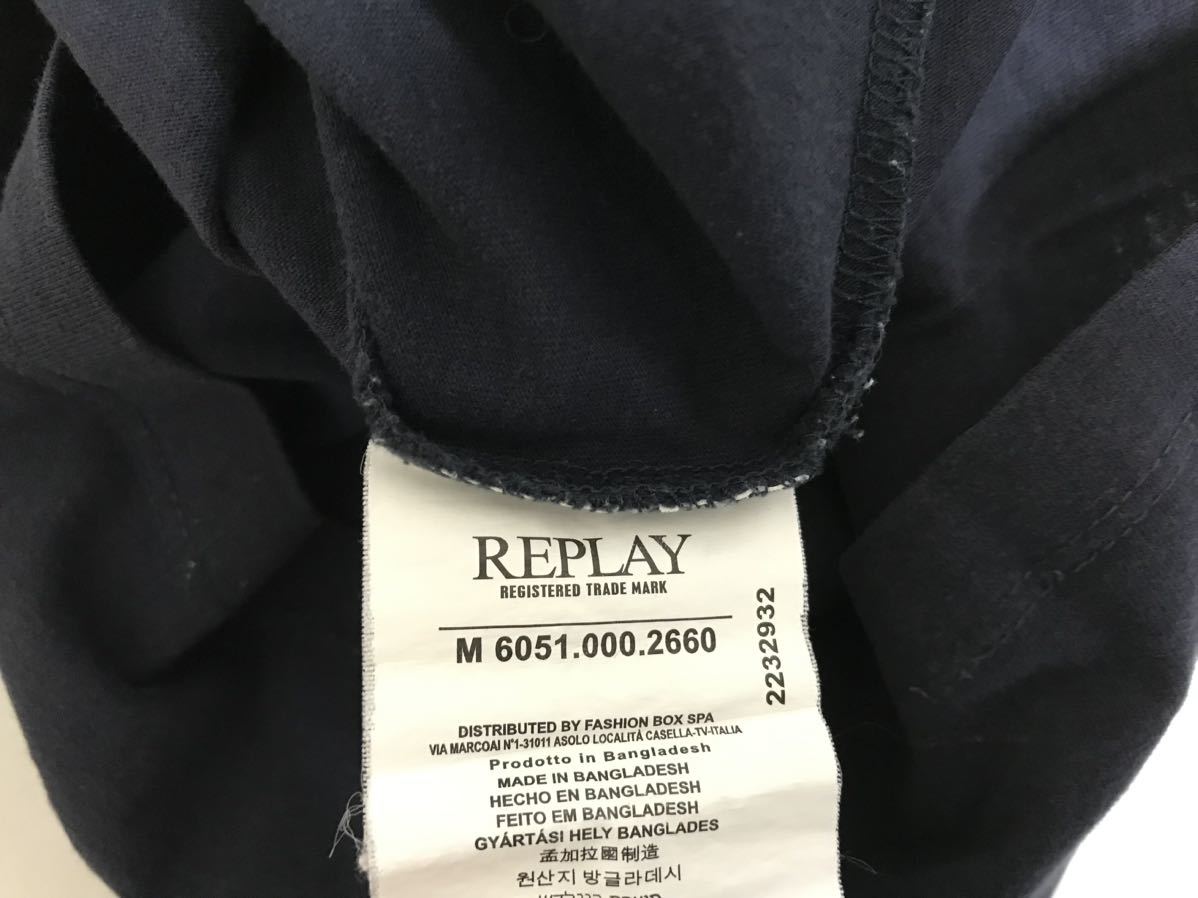 REPLAY
REGISTERED TRADE MARK
M 6051.000.2660
2232932
DISTRIBUTED BY FASHION BOX SPA
VIA MARCOAI N°1-31011 ASOLO LOCALITÀ CASELLA-TV-ITALIA
Prodotto in Bangladesh
MADE IN BANGLADESH
HECHO EN BANGLADESH
FEITO EM BANGLADESH
GYÁRTÁSI HELY BANGLADES
孟加拉國制造
원산지 방글라데시